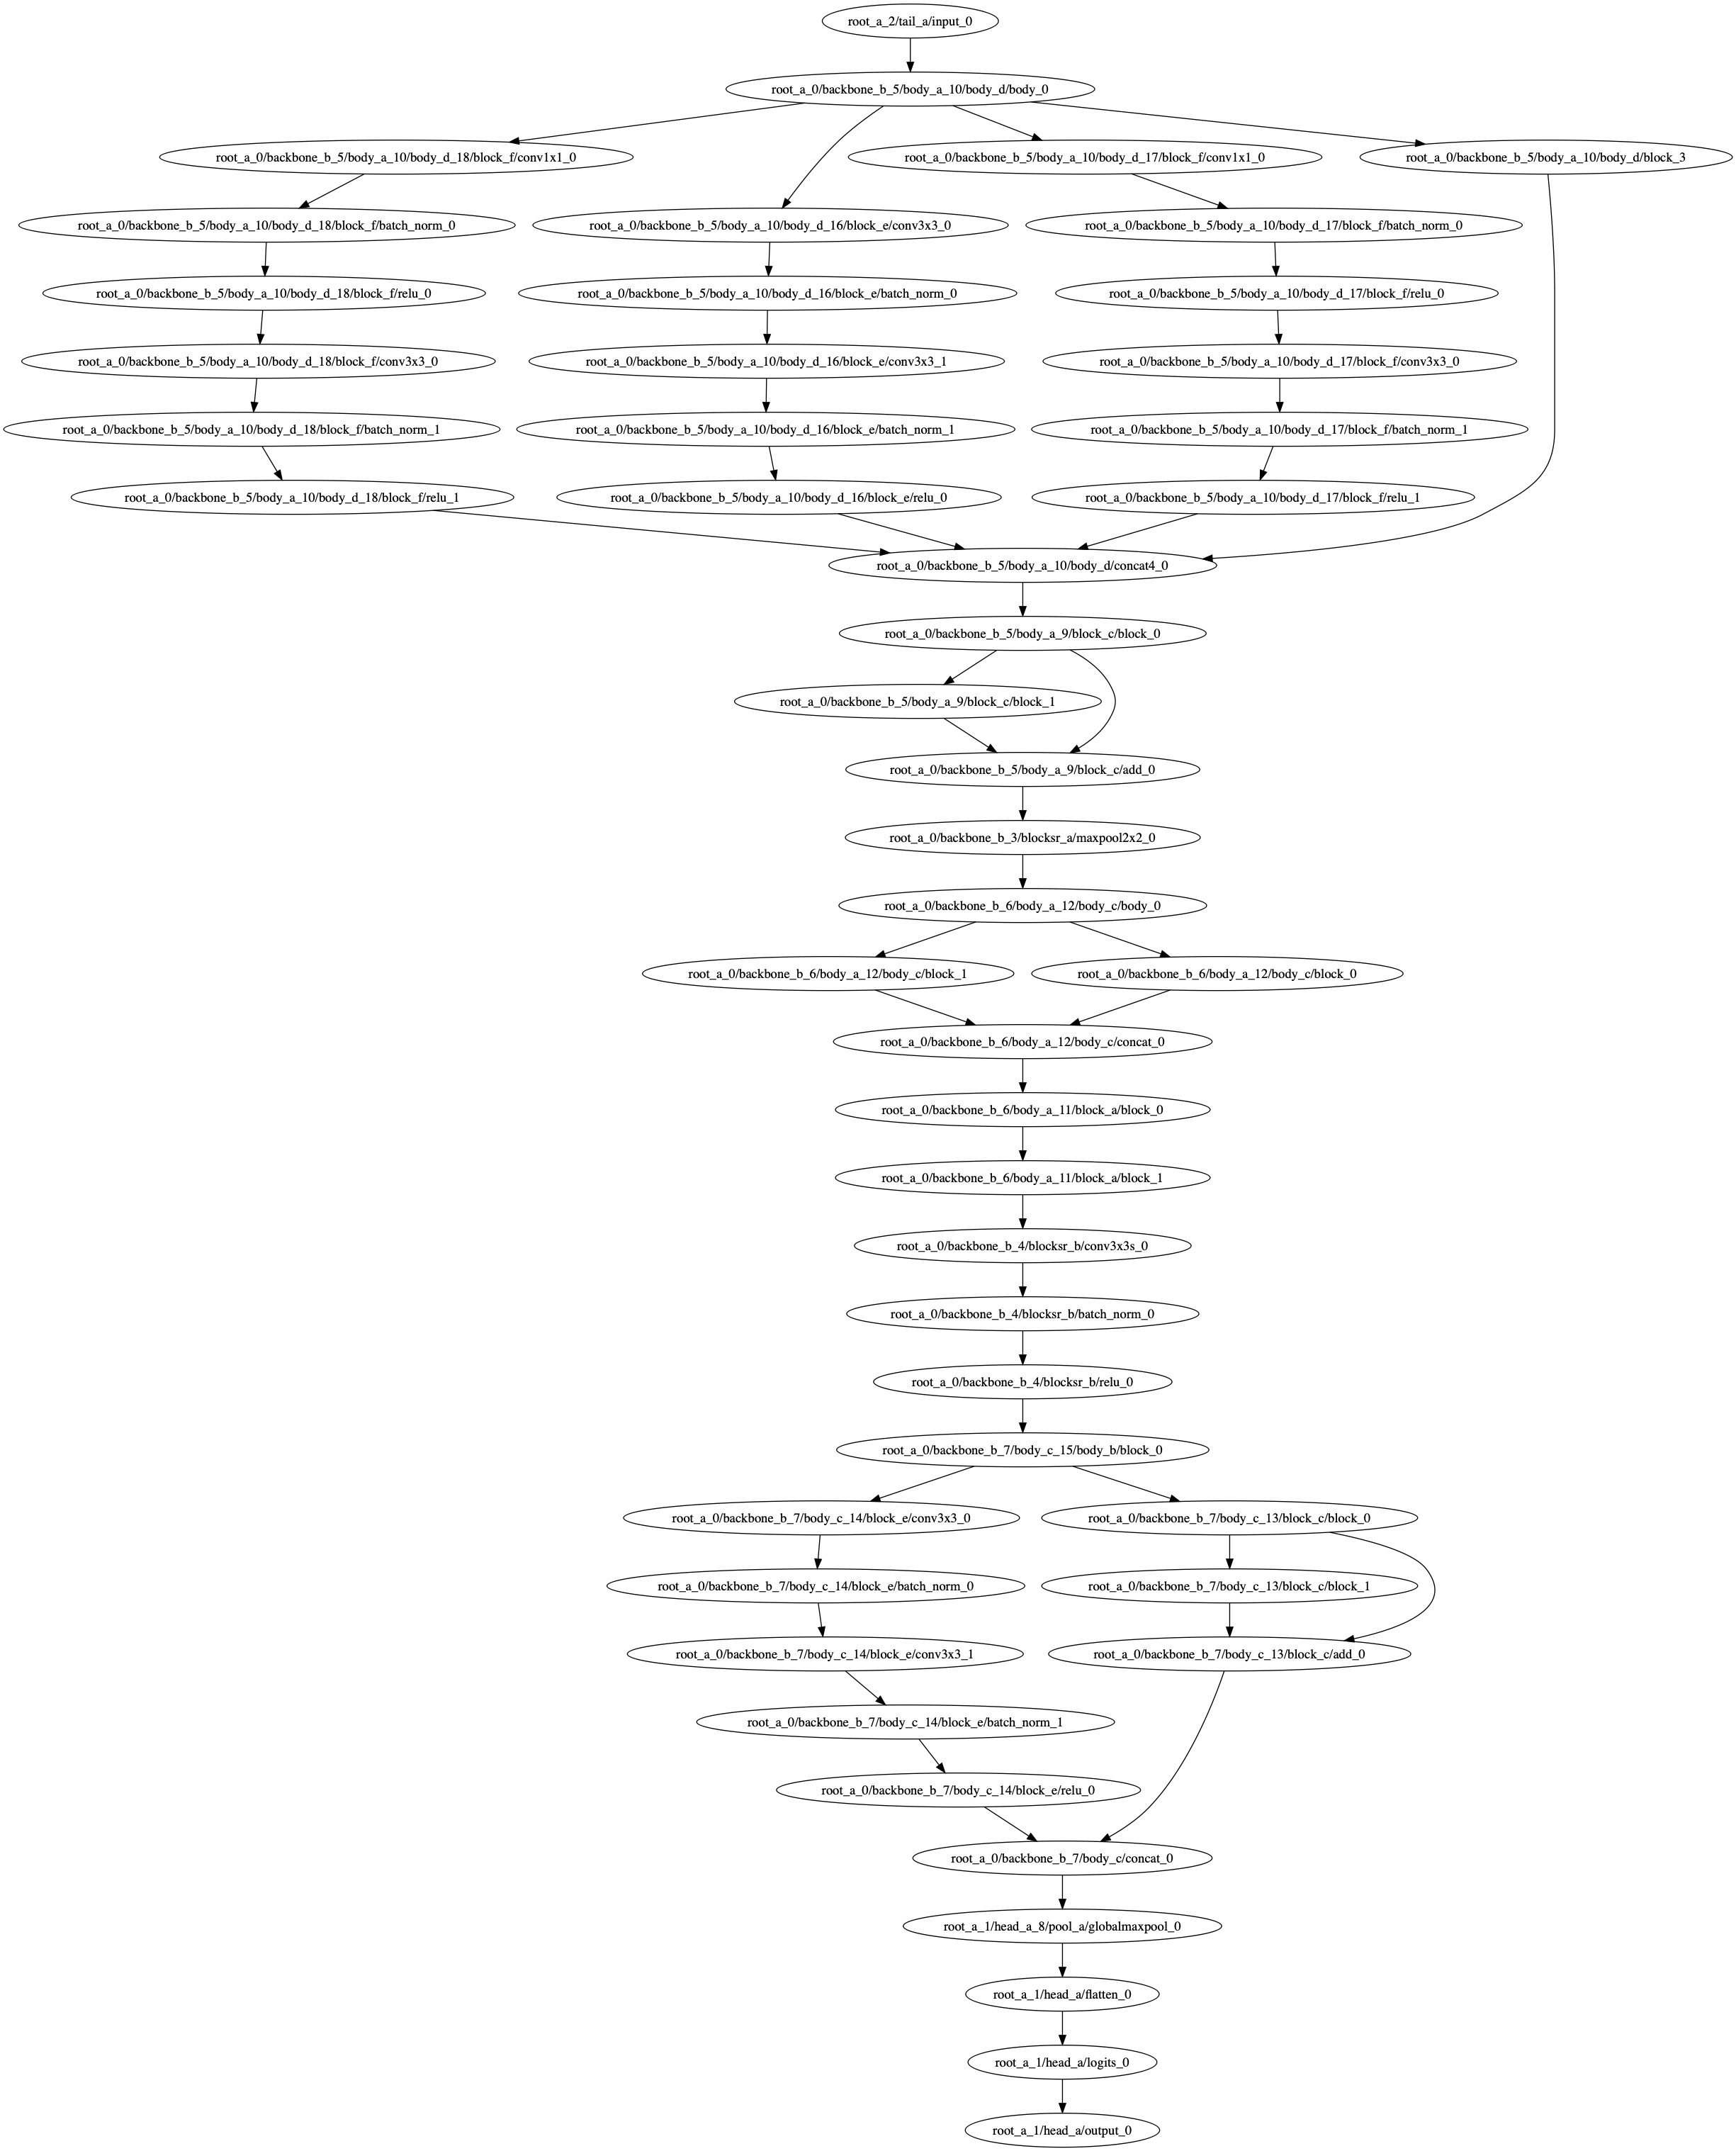 root_a_2/tail_a/input_0
root_a_0/backbone_b_5/body_a_10/body_d/body_0
root_a_0/backbone_b_5/body_a_10/body_d_18/block_f/conv1x1_0
root_a_0/backbone_b_5/body_a_10/body_d_17/block_f/conv1x1_0
root_a_0/backbone_b_5/body_a_10/body_d/block_3
root_a_0/backbone_b_5/body_a_10/body_d_18/block_f/batch_norm_0
root_a_0/backbone_b_5/body_a_10/body_d_16/block_e/conv3x3_0
root_a_0/backbone_b_5/body_a_10/body_d_17/block_f/batch_norm_0
root_a_0/backbone_b_5/body_a_10/body_d_18/block_f/relu_0
root_a_0/backbone_b_5/body_a_10/body_d_16/block_e/batch_norm_0
root_a_0/backbone_b_5/body_a_10/body_d_17/block_f/relu_0
root_a_0/backbone_b_5/body_a_10/body_d_18/block_f/conv3x3_0
root_a_0/backbone_b_5/body_a_10/body_d_16/block_e/conv3x3_1
root_a_0/backbone_b_5/body_a_10/body_d_17/block_f/conv3x3_0
root_a_0/backbone_b_5/body_a_10/body_d_18/block_f/batch_norm_1
root_a_0/backbone_b_5/body_a_10/body_d_16/block_e/batch_norm_1
root_a_0/backbone_b_5/body_a_10/body_d_17/block_f/batch_norm_1
root_a_0/backbone_b_5/body_a_10/body_d_18/block_f/relu_1
root_a_0/backbone_b_5/body_a_10/body_d_16/block_e/relu_0
root_a_0/backbone_b_5/body_a_10/body_d_17/block_f/relu_1
root_a_0/backbone_b_5/body_a_10/body_d/concat4_0
root_a_0/backbone_b_5/body_a_9/block_c/block_0
root_a_0/backbone_b_5/body_a_9/block_c/block_1
root_a_0/backbone_b_5/body_a_9/block_c/add_0
root_a_0/backbone_b_3/blocksr_a/maxpool2x2_0
root_a_0/backbone_b_6/body_a_12/body_c/body_0
root_a_0/backbone_b_6/body_a_12/body_c/block_1
root_a_0/backbone_b_6/body_a_12/body_c/block_0
root_a_0/backbone_b_6/body_a_12/body_c/concat_0
root_a_0/backbone_b_6/body_a_11/block_a/block_0
root_a_0/backbone_b_6/body_a_11/block_a/block_1
root_a_0/backbone_b_4/blocksr_b/conv3x3s_0
root_a_0/backbone_b_4/blocksr_b/batch_norm_0
root_a_0/backbone_b_4/blocksr_b/relu_0
root_a_0/backbone_b_7/body_c_15/body_b/block_0
root_a_0/backbone_b_7/body_c_14/block_e/conv3x3_0
root_a_0/backbone_b_7/body_c_13/block_c/block_0
root_a_0/backbone_b_7/body_c_14/block_e/batch_norm_0
root_a_0/backbone_b_7/body_c_13/block_c/block_1
root_a_0/backbone_b_7/body_c_14/block_e/conv3x3_1
root_a_0/backbone_b_7/body_c_13/block_c/add_0
root_a_0/backbone_b_7/body_c_14/block_e/batch_norm_1
root_a_0/backbone_b_7/body_c_14/block_e/relu_0
root_a_0/backbone_b_7/body_c/concat_0
root_a_1/head_a_8/pool_a/globalmaxpool_0
root_a_1/head_a/flatten_0
root_a_1/head_a/logits_0
root_a_1/head_a/output_0